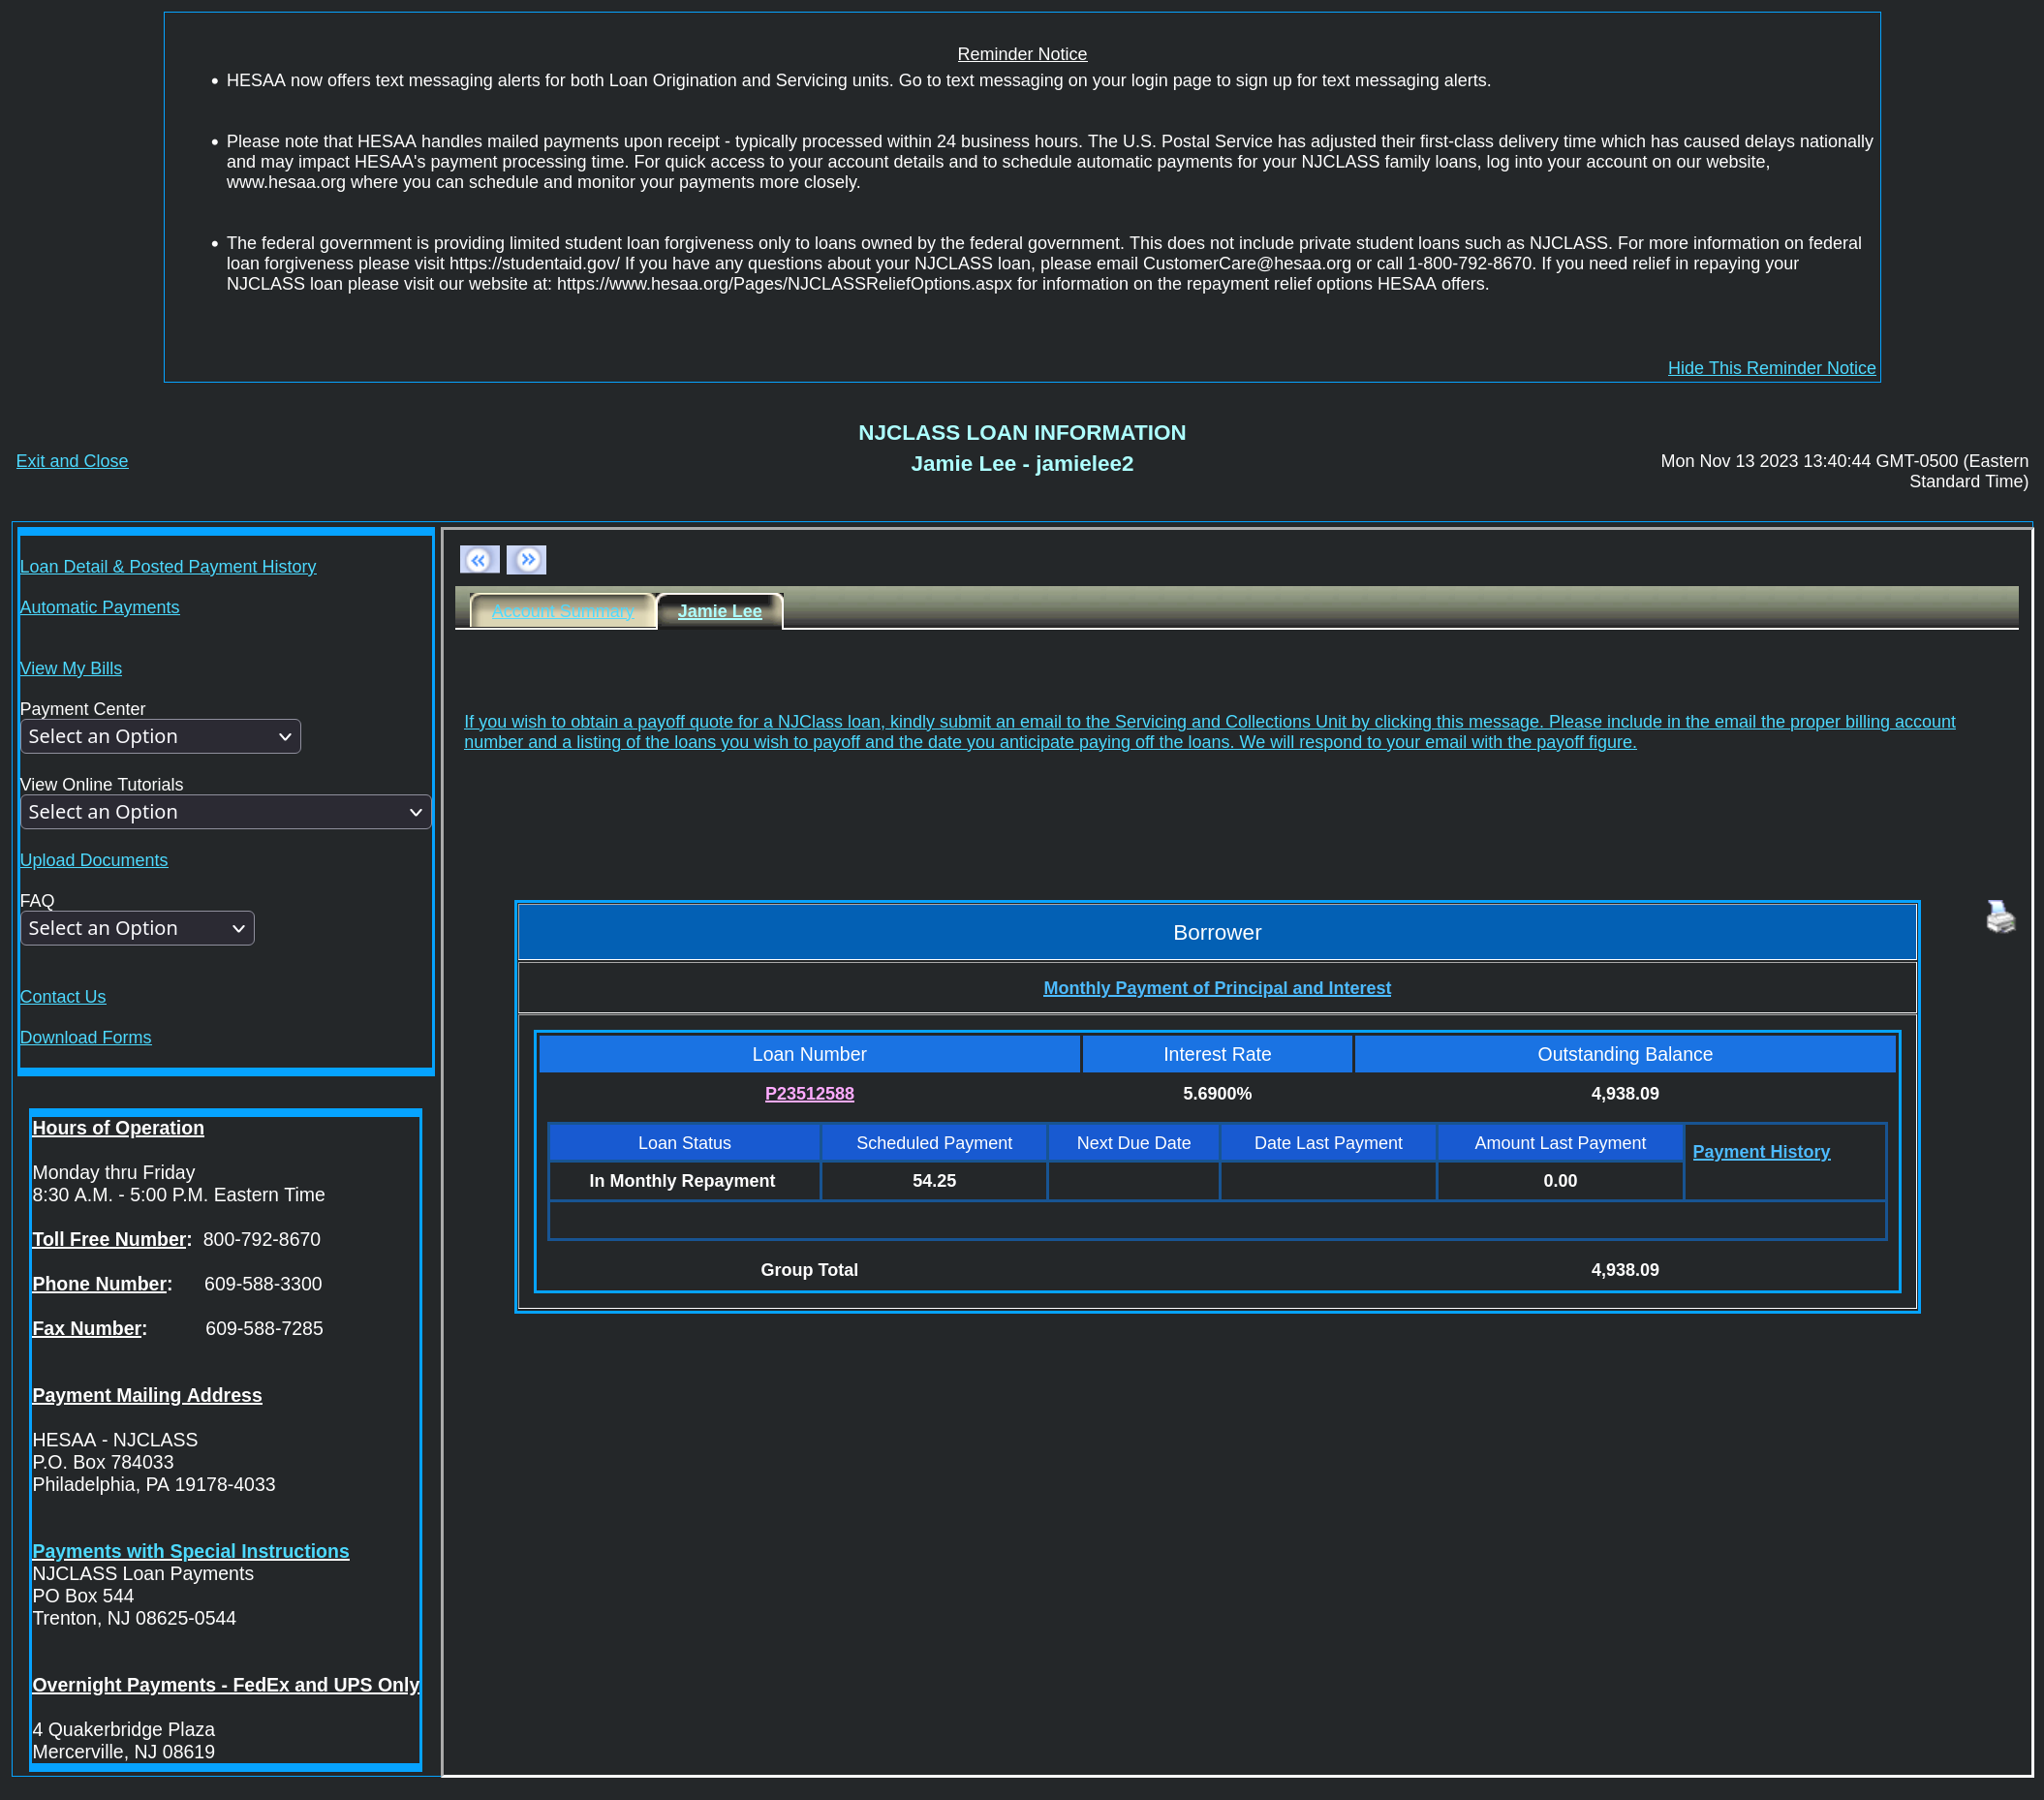 Reminder Notice
HESAA now offers text messaging alerts for both Loan Origination and Servicing units. Go to text messaging on your login page to sign up for text messaging alerts.
Please note that HESAA handles mailed payments upon receipt - typically processed within 24 business hours. The U.S. Postal Service has adjusted their first-class delivery time which has caused delays nationally
and may impact HESAA's payment processing time. For quick access to your account details and to schedule automatic payments for your NJCLASS family loans, log into your account on our website,
www.hesaa.org where you can schedule and monitor your payments more closely.
The federal government is providing limited student loan forgiveness only to loans owned by the federal government. This does not include private student loans such as NJCLASS. For more information on federal
loan forgiveness please visit https://studentaid.gov/ If you have any questions about your NJCLASS loan, please email CustomerCare@hesaa.org or call 1-800-792-8670. If you need relief in repaying your
NJCLASS loan please visit our website at: https://www.hesaa.org/Pages/NJCLASSReliefOptions.aspx for information on the repayment relief options HESAA offers.
Hide This Reminder Notice
NJCLASS LOAN INFORMATION
Exit and Close
Jamie Lee - jamielee2
Mon Nov 13 2023 13:40:44 GMT-0500 (Eastern
Standard Time)
Loan Detail & Posted Payment History
Automatic Payments
View My Bills
Payment Center
Select an Option
View Online Tutorials
Select an Option
Upload Documents
FAQ
Select an Option
Contact Us
Download Forms
Hours of Operation
Monday thru Friday
8:30 A.M. - 5:00 P.M. Eastern Time
Toll Free Number: 800-792-8670
Phone Number: 609-588-3300
Fax Number: 609-588-7285
Payment Mailing Address
HESAA - NJCLASS
P.O. Box 784033
Philadelphia, PA 19178-4033
Payments with Special Instructions
NJCLASS Loan Payments
PO Box 544
Trenton, NJ 08625-0544
Overnight Payments - FedEx and UPS Only
4 Quakerbridge Plaza
Mercerville, NJ 08619
Account Summary Jamie Lee
If you wish to obtain a payoff quote for a NJClass loan, kindly submit an email to the Servicing and Collections Unit by clicking this message. Please include in the email the proper billing account
number and a listing of the loans you wish to payoff and the date you anticipate paying off the loans. We will respond to your email with the payoff figure.
Borrower
Monthly Payment of Principal and Interest
Loan Number Interest Rate Outstanding Balance
P23512588 5.6900% 4,938.09
Loan Status Scheduled Payment Next Due Date Date Last Payment Amount Last Payment Payment History
In Monthly Repayment 54.25 0.00
Group Total 4,938.09